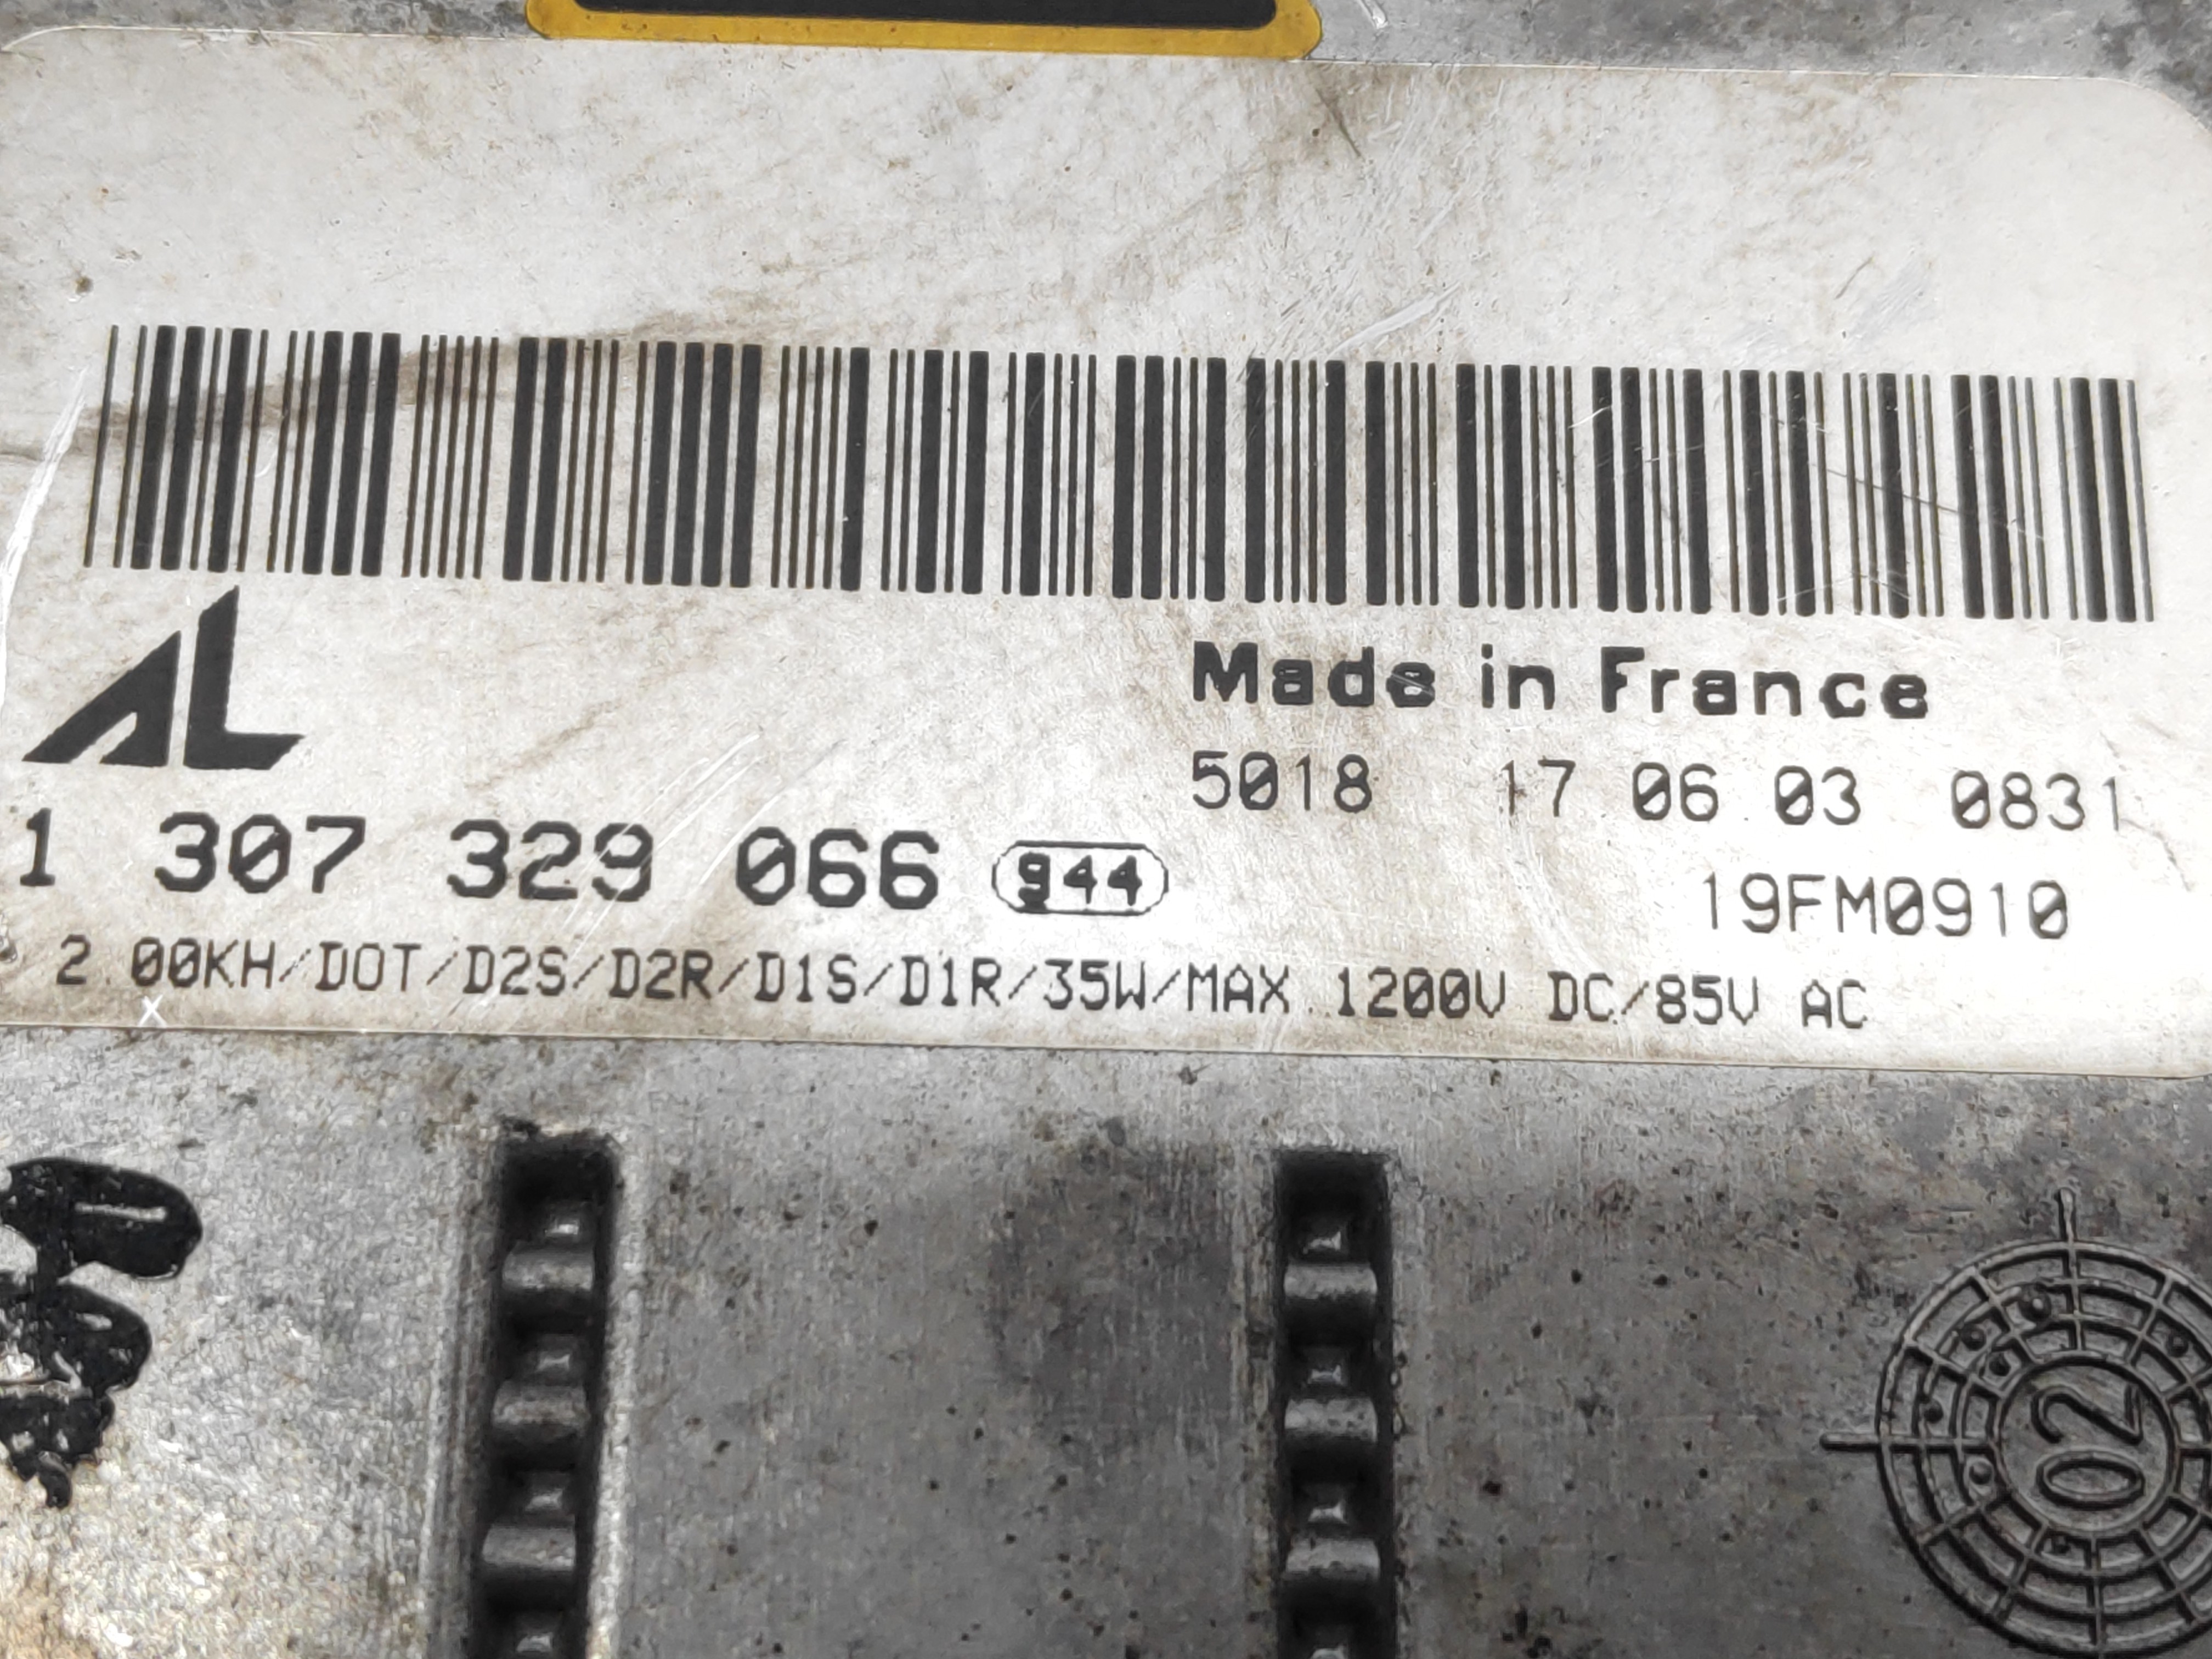 AL
Made in France
5018 17 06 03 0831
1 307 329 066 944
19FM0910
2.00KH/DOT/D2S/D2R/D1S/D1R/35W/MAX.1200V DC/85V AC
02